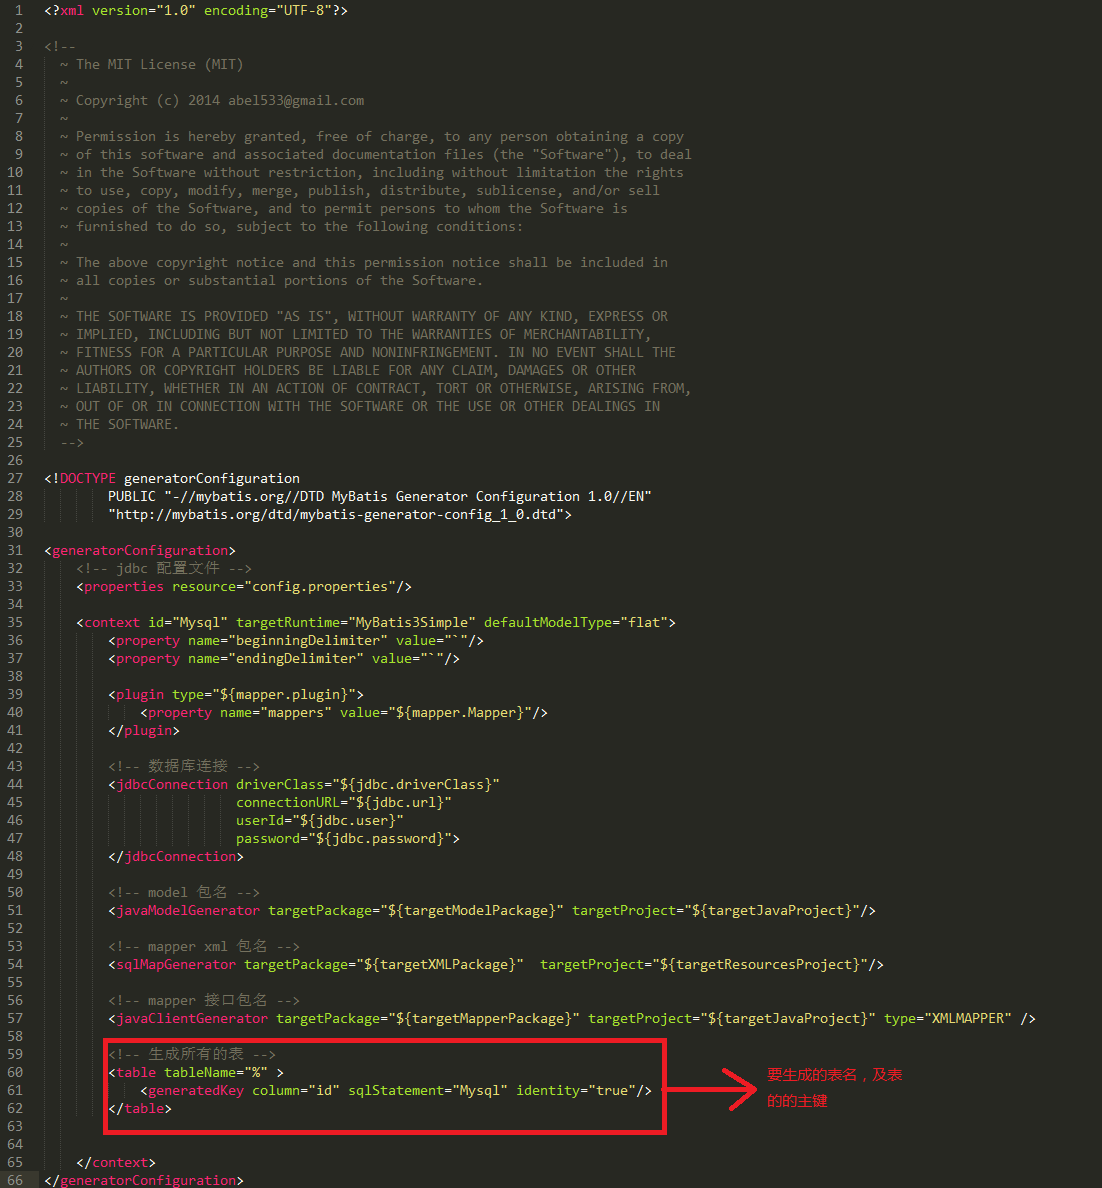 1 <?xml version="1.0" encoding="UTF-8"?>
2
3 <!--
4 ~ The MIT License (MIT)
5 ~
6 ~ Copyright (c) 2014 abel533@gmail.com
7 ~
8 ~ Permission is hereby granted, free of charge, to any person obtaining a copy
9 ~ of this software and associated documentation files (the "Software"), to deal
10 ~ in the Software without restriction, including without limitation the rights
11 ~ to use, copy, modify, merge, publish, distribute, sublicense, and/or sell
12 ~ copies of the Software, and to permit persons to whom the Software is
13 ~ furnished to do so, subject to the following conditions:
14 ~
15 ~ The above copyright notice and this permission notice shall be included in
16 ~ all copies or substantial portions of the Software.
17 ~
18 ~ THE SOFTWARE IS PROVIDED "AS IS", WITHOUT WARRANTY OF ANY KIND, EXPRESS OR
19 ~ IMPLIED, INCLUDING BUT NOT LIMITED TO THE WARRANTIES OF MERCHANTABILITY,
20 ~ FITNESS FOR A PARTICULAR PURPOSE AND NONINFRINGEMENT. IN NO EVENT SHALL THE
21 ~ AUTHORS OR COPYRIGHT HOLDERS BE LIABLE FOR ANY CLAIM, DAMAGES OR OTHER
22 ~ LIABILITY, WHETHER IN AN ACTION OF CONTRACT, TORT OR OTHERWISE, ARISING FROM,
23 ~ OUT OF OR IN CONNECTION WITH THE SOFTWARE OR THE USE OR OTHER DEALINGS IN
24 ~ THE SOFTWARE.
25 -->
26
27 <!DOCTYPE generatorConfiguration
28 PUBLIC "-//mybatis.org//DTD MyBatis Generator Configuration 1.0//EN"
29 "http://mybatis.org/dtd/mybatis-generator-config_1_0.dtd">
30
31 <generatorConfiguration>
32 <!-- jdbc 配置文件 -->
33 <properties resource="config.properties"/>
34
35 <context id="Mysql" targetRuntime="MyBatis3Simple" defaultModelType="flat">
36 <property name="beginningDelimiter" value="`"/>
37 <property name="endingDelimiter" value="`"/>
38
39 <plugin type="${mapper.plugin}">
40 <property name="mappers" value="${mapper.Mapper}"/>
41 </plugin>
42
43 <!-- 数据库连接 -->
44 <jdbcConnection driverClass="${jdbc.driverClass}"
45 connectionURL="${jdbc.url}"
46 userId="${jdbc.user}"
47 password="${jdbc.password}">
48 </jdbcConnection>
49
50 <!-- model 包名 -->
51 <javaModelGenerator targetPackage="${targetModelPackage}" targetProject="${targetJavaProject}"/>
52
53 <!-- mapper xml 包名 -->
54 <sqlMapGenerator targetPackage="${targetXMLPackage}"  targetProject="${targetResourcesProject}"/>
55
56 <!-- mapper 接口包名 -->
57 <javaClientGenerator targetPackage="${targetMapperPackage}" targetProject="${targetJavaProject}" type="XMLMAPPER" />
58
59 <!-- 生成所有的表 -->
60 <table tableName="%" >
61 <generatedKey column="id" sqlStatement="Mysql" identity="true"/>
62 </table>
63
64
65 </context>
66 </generatorConfiguration>
要生成的表名，及表
的的主键